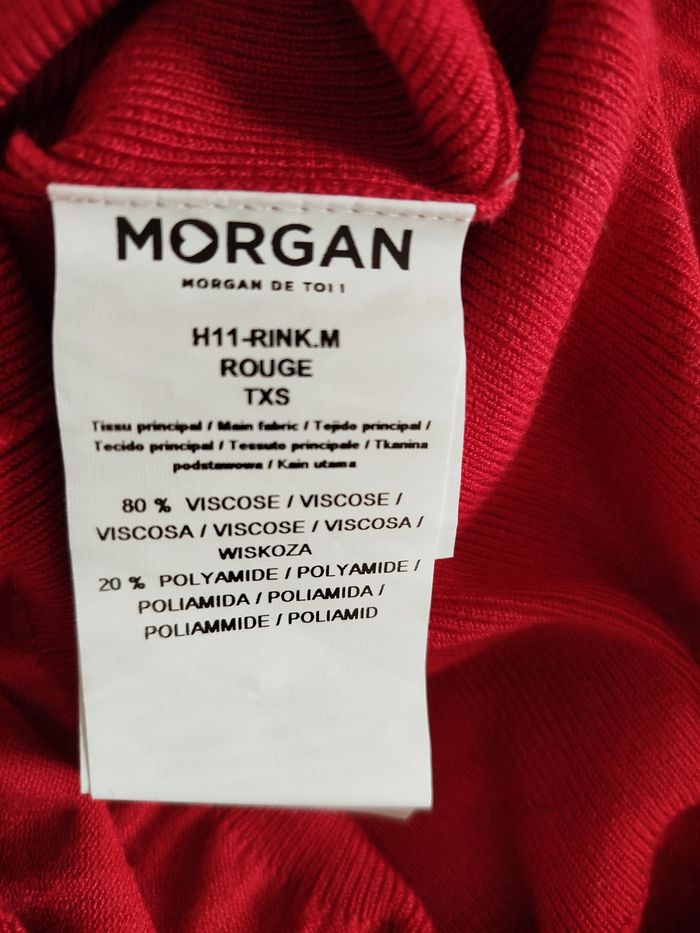 MORGAN
MORGAN DE TOI !
H11-RINK.M
ROUGE
TXS
Tissu principal / Main fabric / Tejido principal /
Tecido principal / Tessuto principale / Tkanina
podstawowa / Kain utama
80 % VISCOSE / VISCOSE /
VISCOSA / VISCOSE / VISCOSA /
WISKOZA
20 % POLYAMIDE / POLYAMIDE /
POLIAMIDA / POLIAMIDA /
POLIAMMIDE / POLIAMID